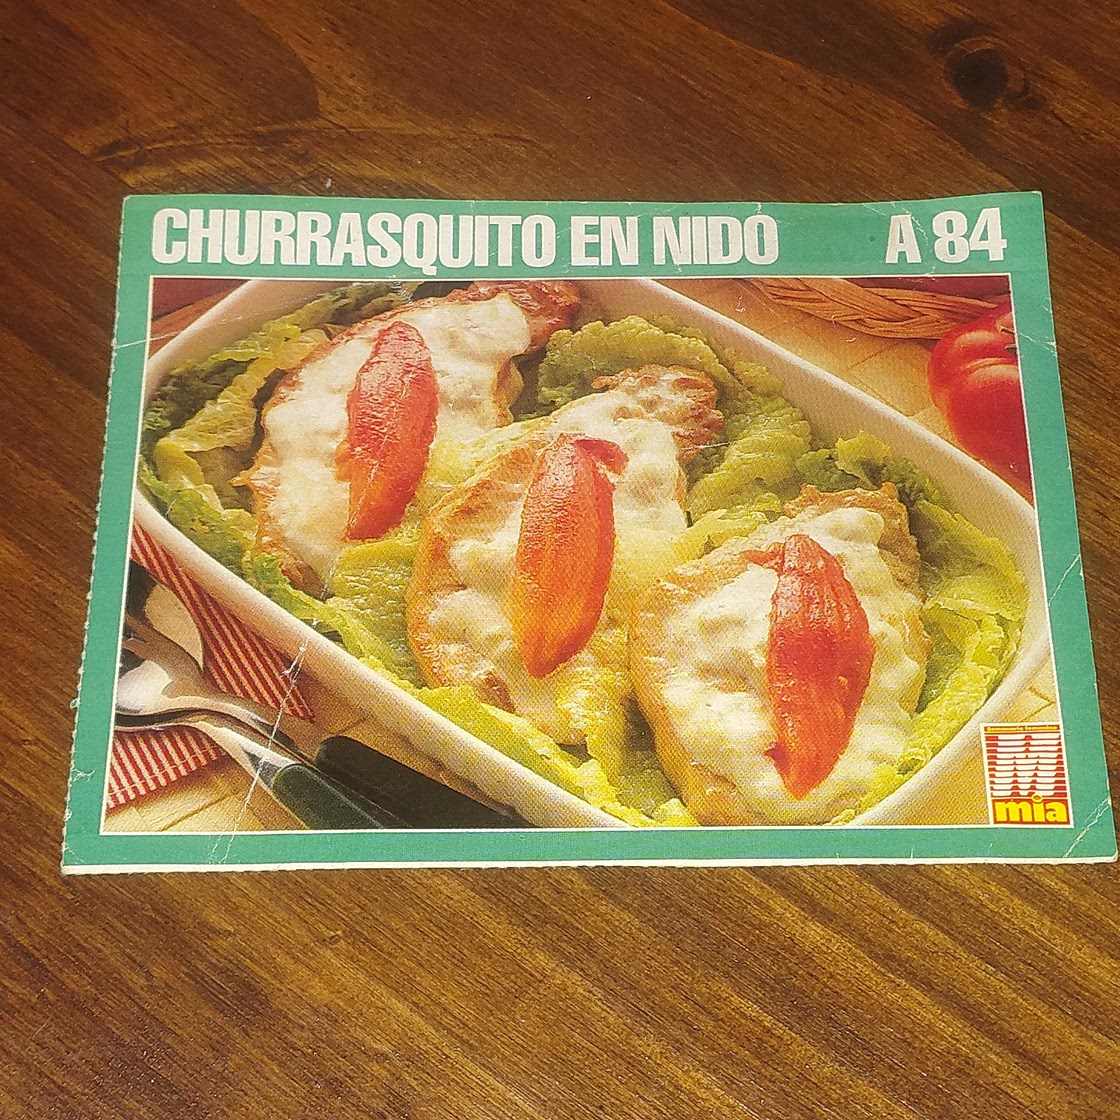 CHURRASQUITO EN NIDO A 84
mia